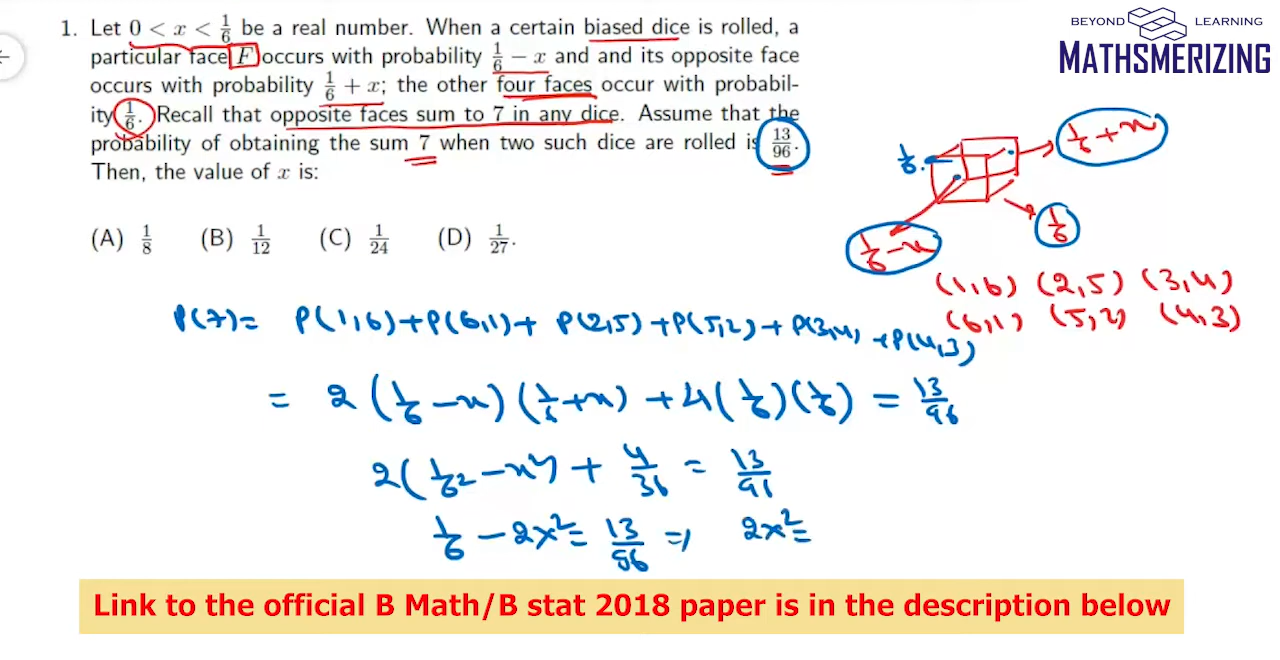 BEYOND LEARNING
MATHSMERIZING
1. Let 0 < x < 1/6 be a real number. When a certain biased dice is rolled, a
particular face F occurs with probability 1/6 − x and and its opposite face
occurs with probability 1/6 + x; the other four faces occur with probabil-
ity 1/6. Recall that opposite faces sum to 7 in any dice. Assume that the
probability of obtaining the sum 7 when two such dice are rolled is 13/96.
Then, the value of x is:
1/6 + x
1/6
1/6 − x
1/6
(A) 1/8 (B) 1/12 (C) 1/24 (D) 1/27.
(1,6) (2,5) (3,4)
(6,1) (5,2) (4,3)
P(7) = P(1,6) + P(6,1) + P(2,5) + P(5,2) + P(3,4) + P(4,3)
= 2 (1/6 − x) (1/6 + x) + 4 (1/6) (1/6) = 13/96
2 (1/6² − x²) + 4/36 = 13/96
1/6 − 2x² = 13/96 ⇒ 2x² =
Link to the official B Math/B stat 2018 paper is in the description below